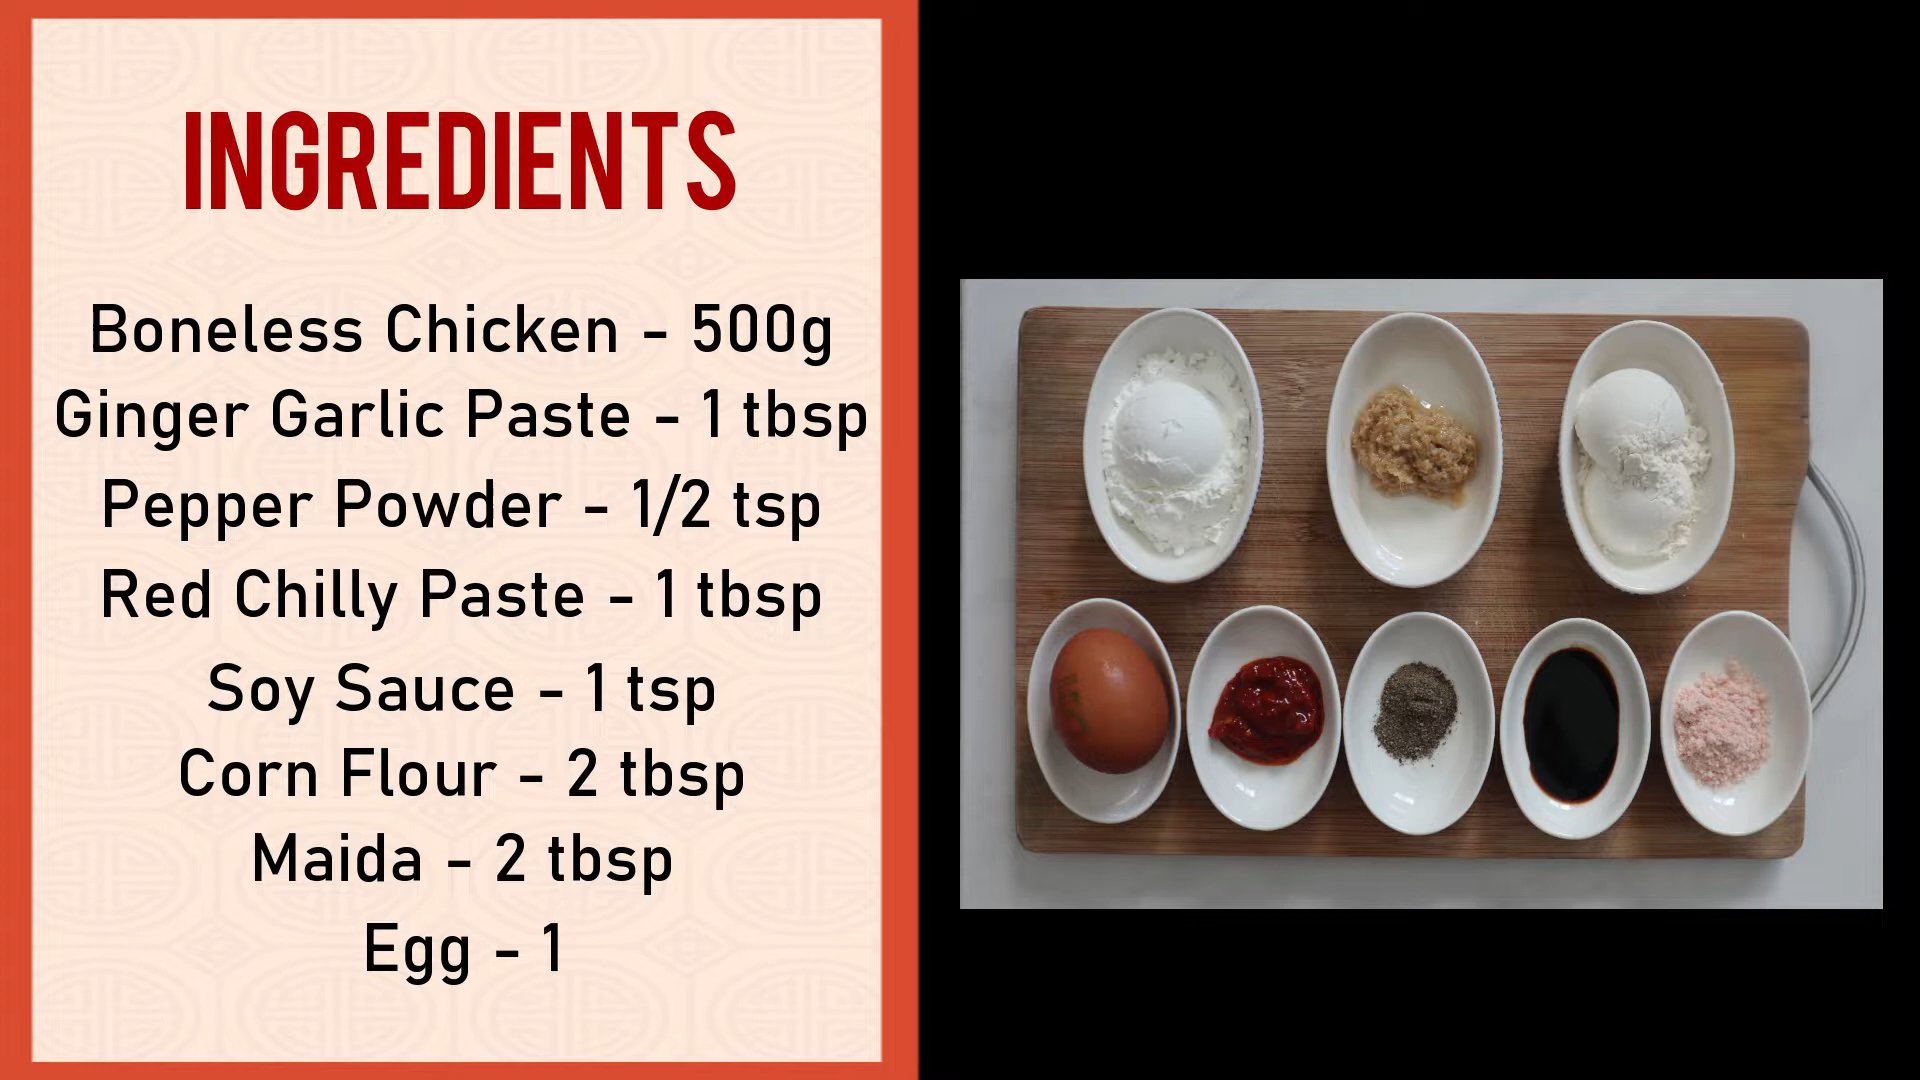 INGREDIENTS
Boneless Chicken - 500g
Ginger Garlic Paste - 1 tbsp
Pepper Powder - 1/2 tsp
Red Chilly Paste - 1 tbsp
Soy Sauce - 1 tsp
Corn Flour - 2 tbsp
Maida - 2 tbsp
Egg - 1